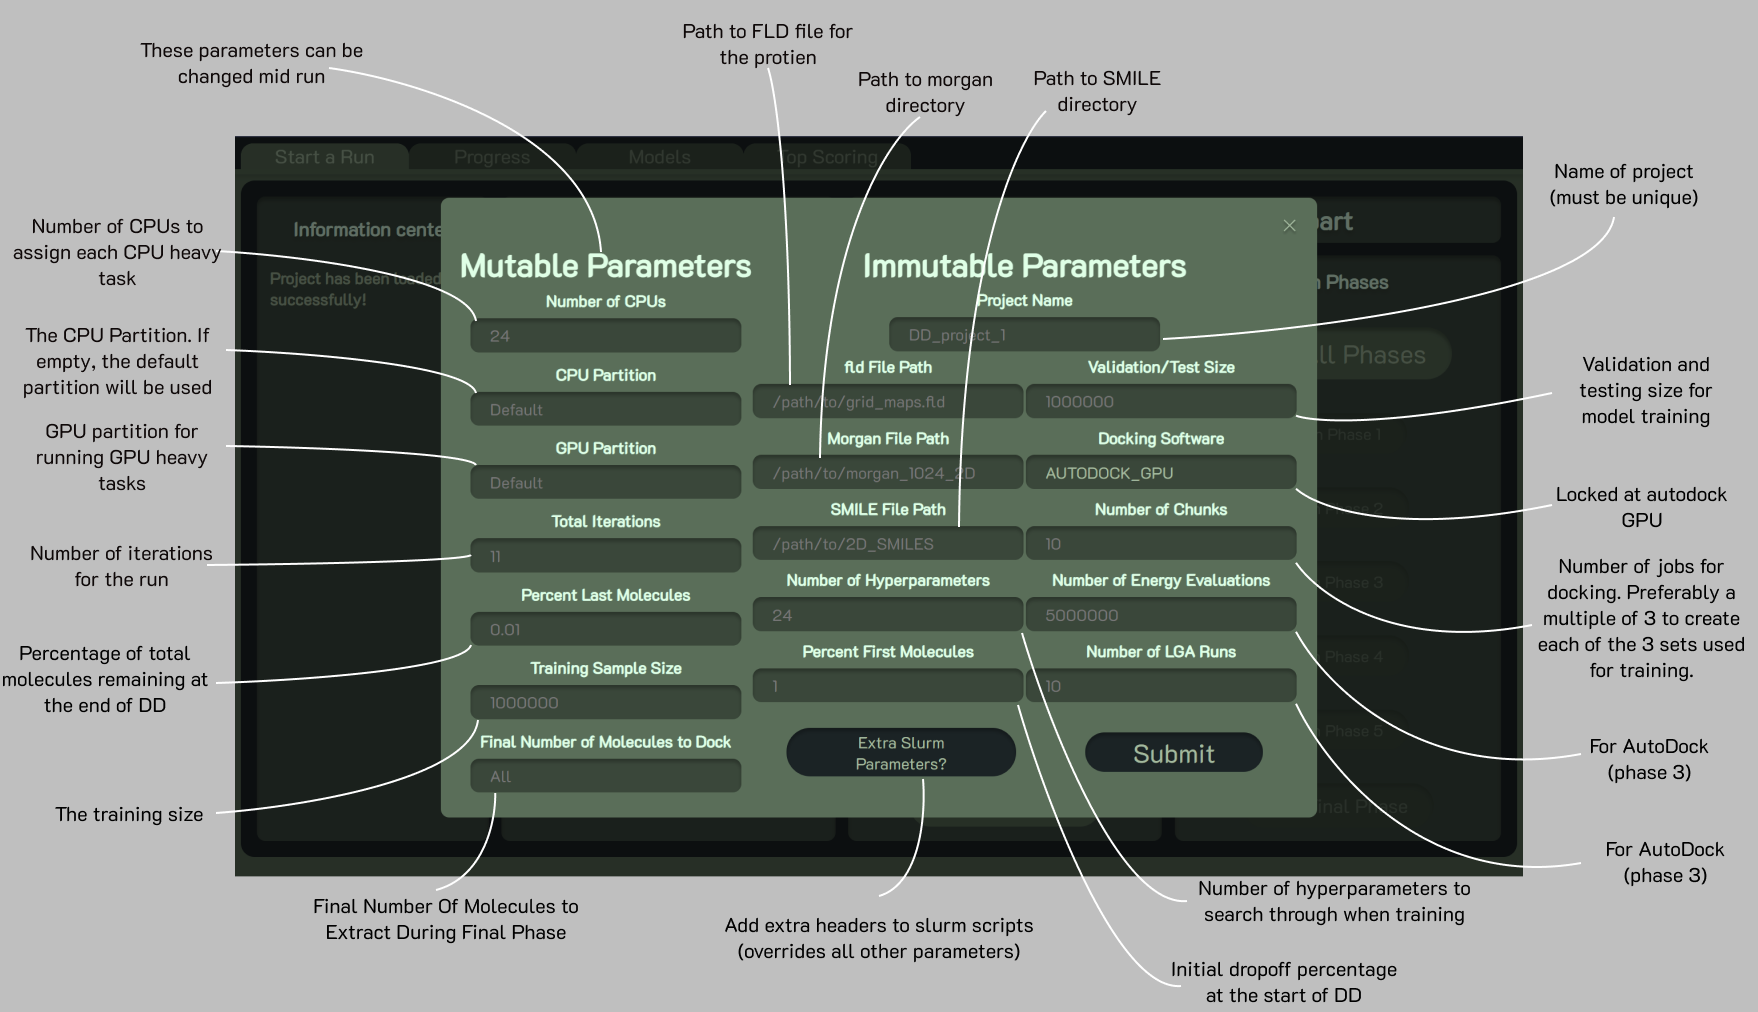 These parameters can be
changed mid run
Path to FLD file for
the protien
Path to morgan
directory
Path to SMILE
directory
Name of project
(must be unique)
Start a Run
Progress
Models
Top Scoring
Information cente
Project has been loaded
successfully!
Number of CPUs to
assign each CPU heavy
task
The CPU Partition. If
empty, the default
partition will be used
GPU partition for
running GPU heavy
tasks
Number of iterations
for the run
Percentage of total
molecules remaining at
the end of DD
The training size
Mutable Parameters
Number of CPUs
24
CPU Partition
Default
GPU Partition
Default
Total Iterations
11
Percent Last Molecules
0.01
Training Sample Size
1000000
Final Number of Molecules to Dock
All
Immutable Parameters
Project Name
DD_project_1
fld File Path
/path/to/grid_maps.fld
Validation/Test Size
1000000
Morgan File Path
/path/to/morgan_1024_2D
Docking Software
AUTODOCK_GPU
SMILE File Path
/path/to/2D_SMILES
Number of Chunks
10
Number of Hyperparameters
24
Number of Energy Evaluations
5000000
Percent First Molecules
1
Number of LGA Runs
10
Extra Slurm
Parameters?
Submit
×
art
Phases
ll Phases
Phase 1
2
Phase 3
Phase 4
Phase 5
inal Phase
Validation and
testing size for
model training
Locked at autodock
GPU
Number of jobs for
docking. Preferably a
multiple of 3 to create
each of the 3 sets used
for training.
For AutoDock
(phase 3)
For AutoDock
(phase 3)
Final Number Of Molecules to
Extract During Final Phase
Add extra headers to slurm scripts
(overrides all other parameters)
Number of hyperparameters to
search through when training
Initial dropoff percentage
at the start of DD